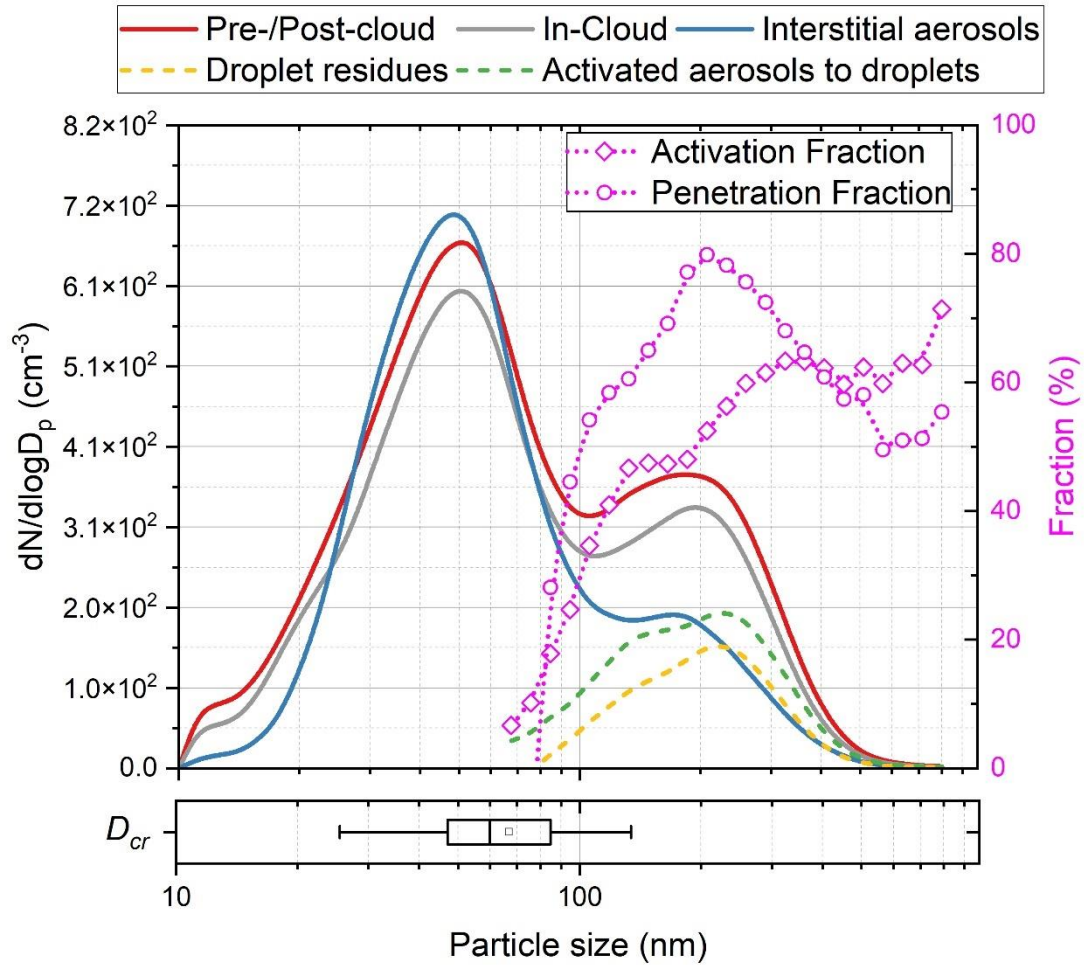 Pre-/Post-cloud In-Cloud Interstitial aerosols
Droplet residues Activated aerosols to droplets
8.2×10²
7.2×10²
6.1×10²
5.1×10²
4.1×10²
3.1×10²
2.0×10²
1.0×10²
0.0
dN/dlogDₚ (cm⁻³)
Activation Fraction
Penetration Fraction
100
80
60
40
20
0
Fraction (%)
D_cr
10 100
Particle size (nm)